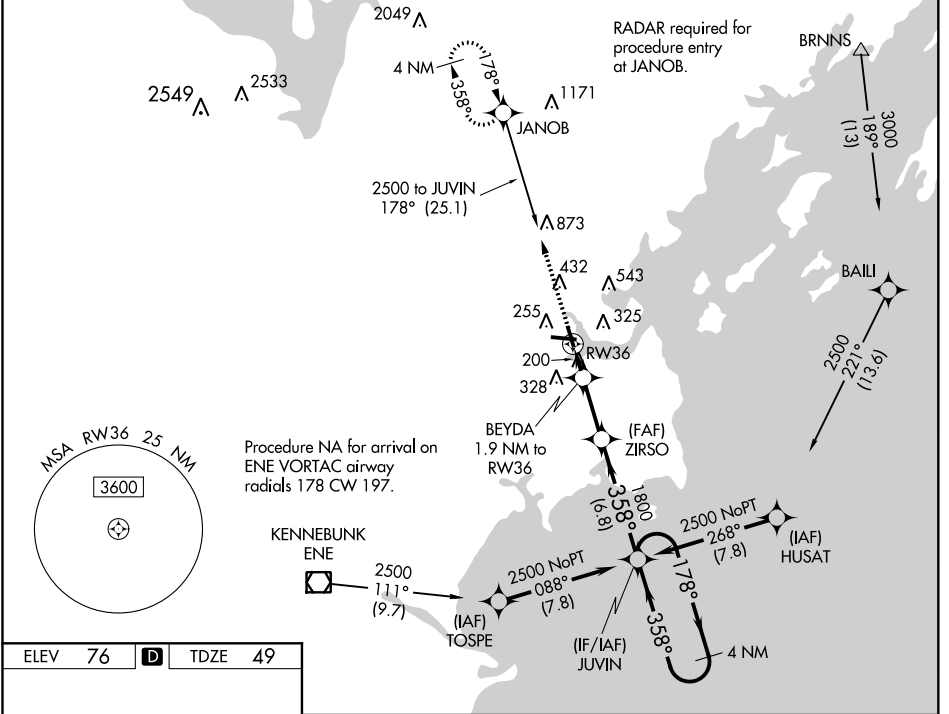 2049
4 NM
178°
358°
RADAR required for
procedure entry
at JANOB.
BRNNS
2549
2533
1171
JANOB
3000
189°
(13)
2500 to JUVIN
178° (25.1)
873
432
543
BAILI
255
325
200
RW36
328
2500
221°
(13.6)
BEYDA
1.9 NM to
RW36
(FAF)
ZIRSO
MSA RW36 25 NM
3600
Procedure NA for arrival on
ENE VORTAC airway
radials 178 CW 197.
1800
358°
(6.8)
2500 NoPT
268°
(7.8)
(IAF)
HUSAT
KENNEBUNK
ENE
2500
111°
(9.7)
2500 NoPT
088°
(7.8)
(IAF)
TOSPE
(IF/IAF)
JUVIN
178°
358°
4 NM
ELEV 76 D TDZE 49